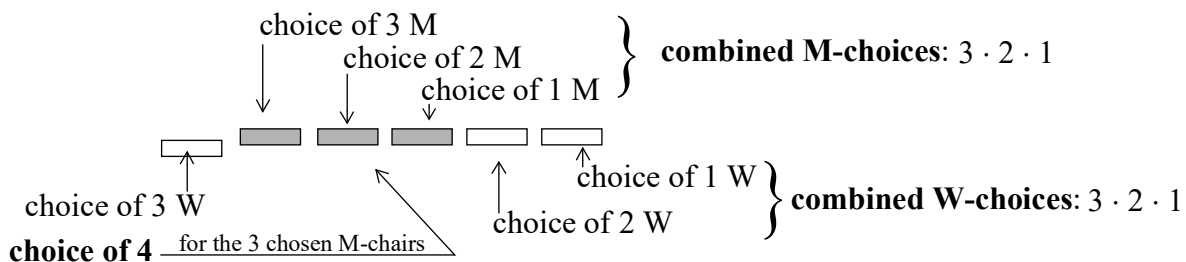 choice of 3 M
choice of 2 M
choice of 1 M
combined M-choices: 3 · 2 · 1
choice of 1 W
choice of 3 W
choice of 2 W
combined W-choices: 3 · 2 · 1
choice of 4 for the 3 chosen M-chairs